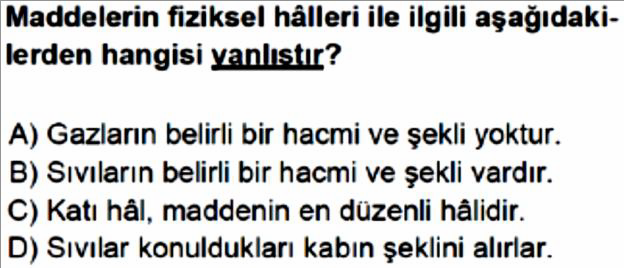 Maddelerin fiziksel hâlleri ile ilgili aşağıdaki-
lerden hangisi yanlıştır?
A) Gazların belirli bir hacmi ve şekli yoktur.
B) Sıvıların belirli bir hacmi ve şekli vardır.
C) Katı hâl, maddenin en düzenli hâlidir.
D) Sıvılar konuldukları kabın şeklini alırlar.